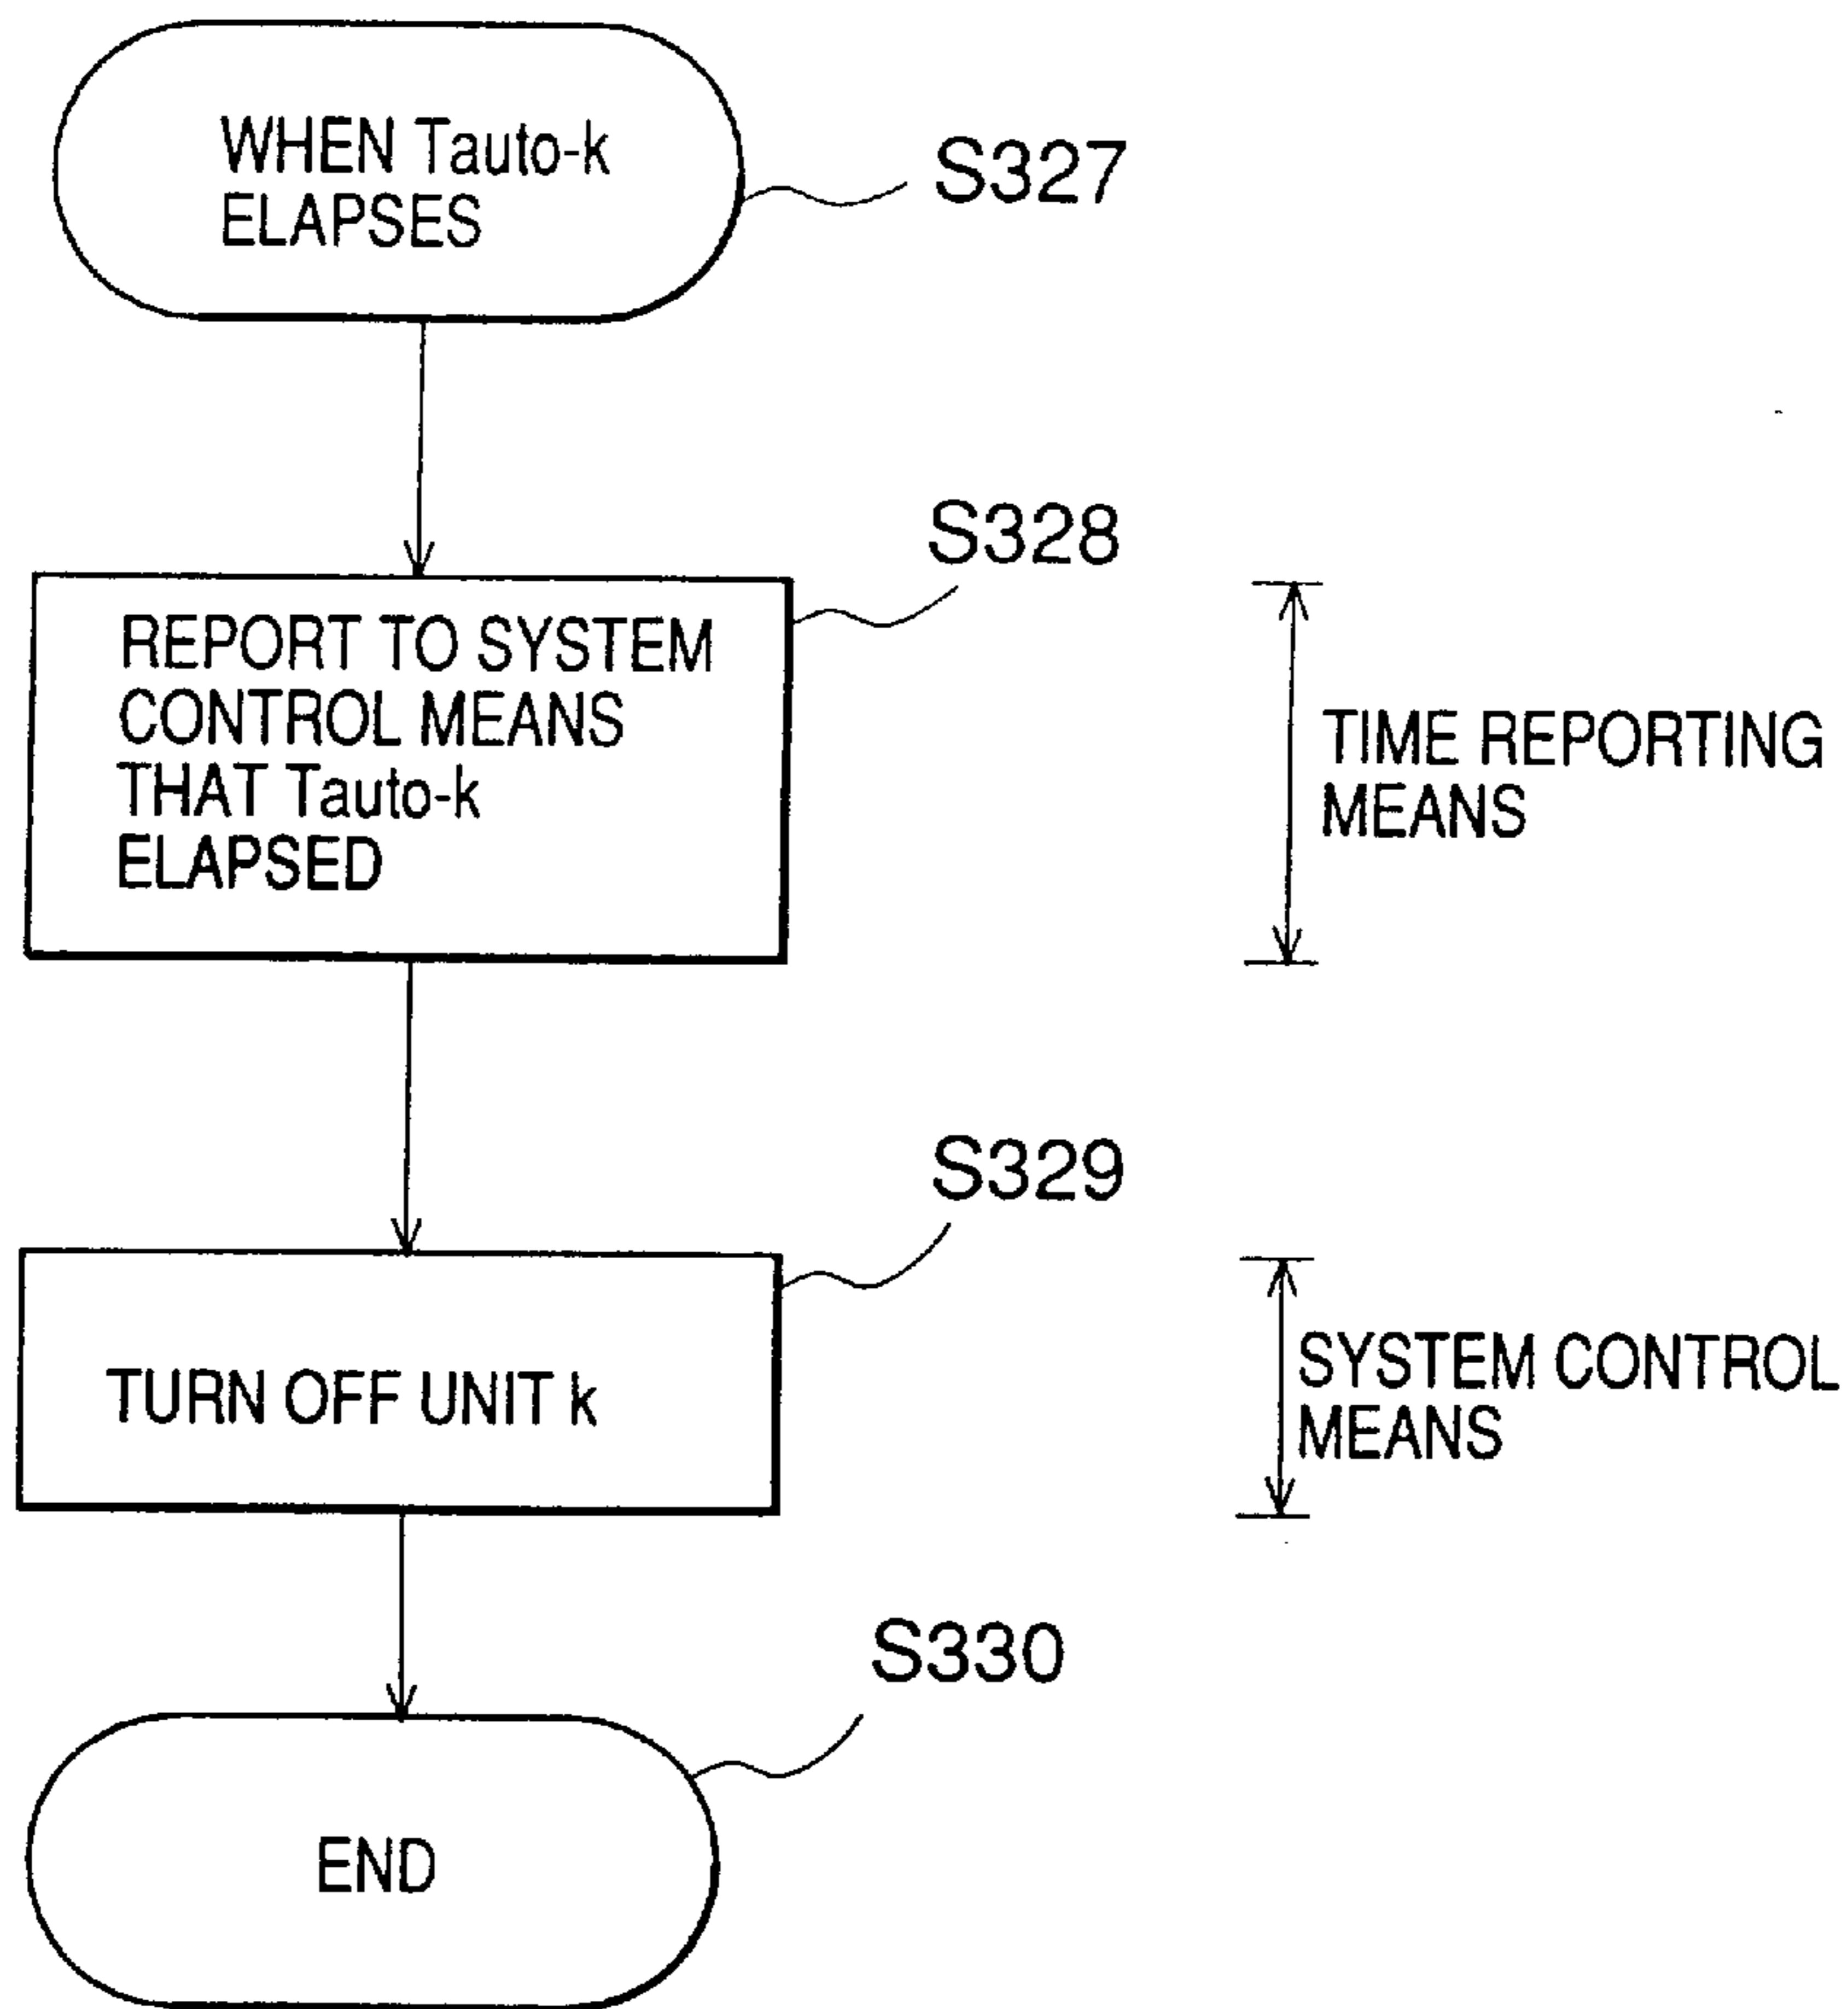 WHEN Tauto-k
ELAPSES
S327
S328
REPORT TO SYSTEM
CONTROL MEANS
THAT Tauto-k
ELAPSED
TIME REPORTING
MEANS
S329
TURN OFF UNIT k
SYSTEM CONTROL
MEANS
S330
END